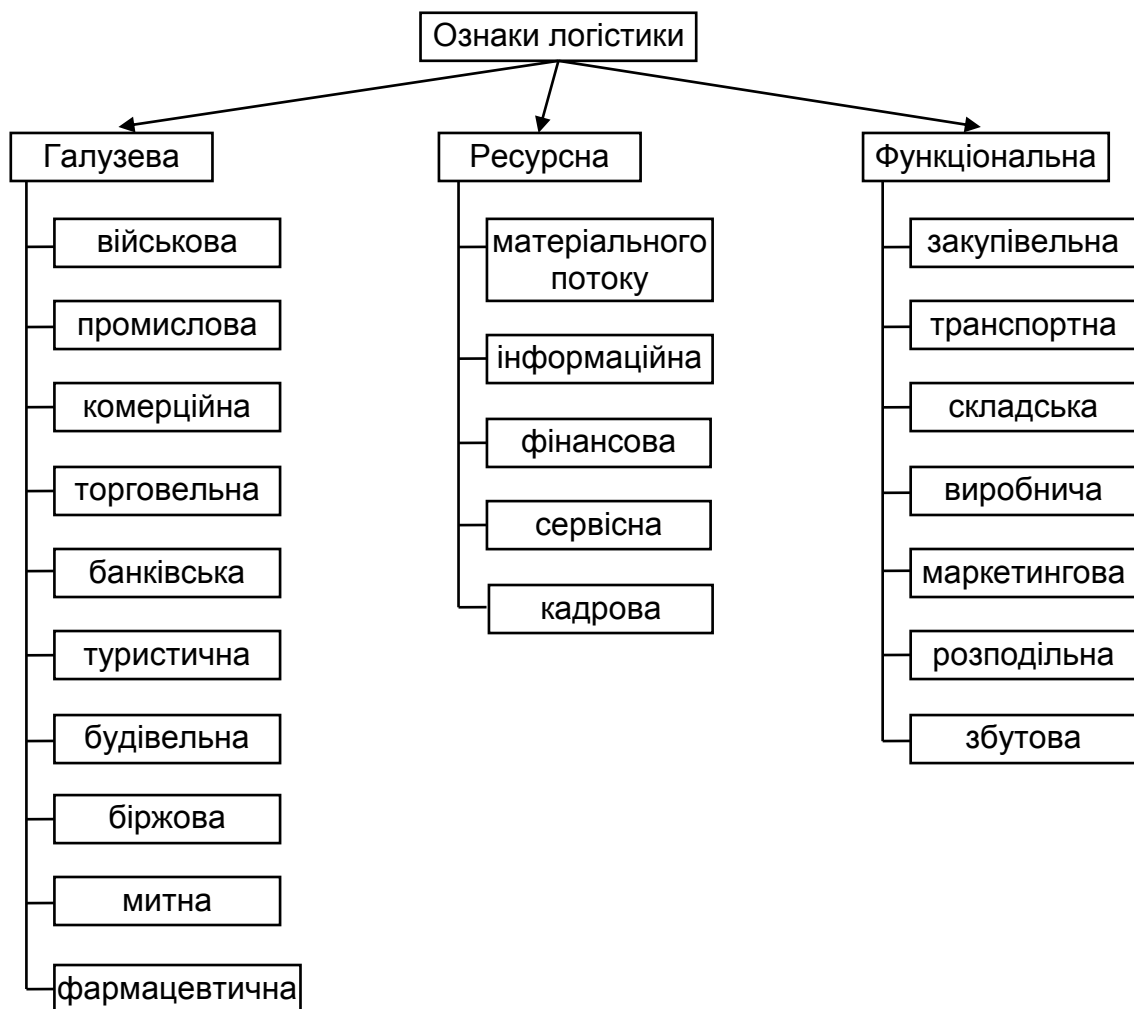 Ознаки логістики
Галузева
військова
промислова
комерційна
торговельна
банківська
туристична
будівельна
біржова
митна
фармацевтична
Ресурсна
матеріального
потоку
інформаційна
фінансова
сервісна
кадрова
Функціональна
закупівельна
транспортна
складська
виробнича
маркетингова
розподільна
збутова